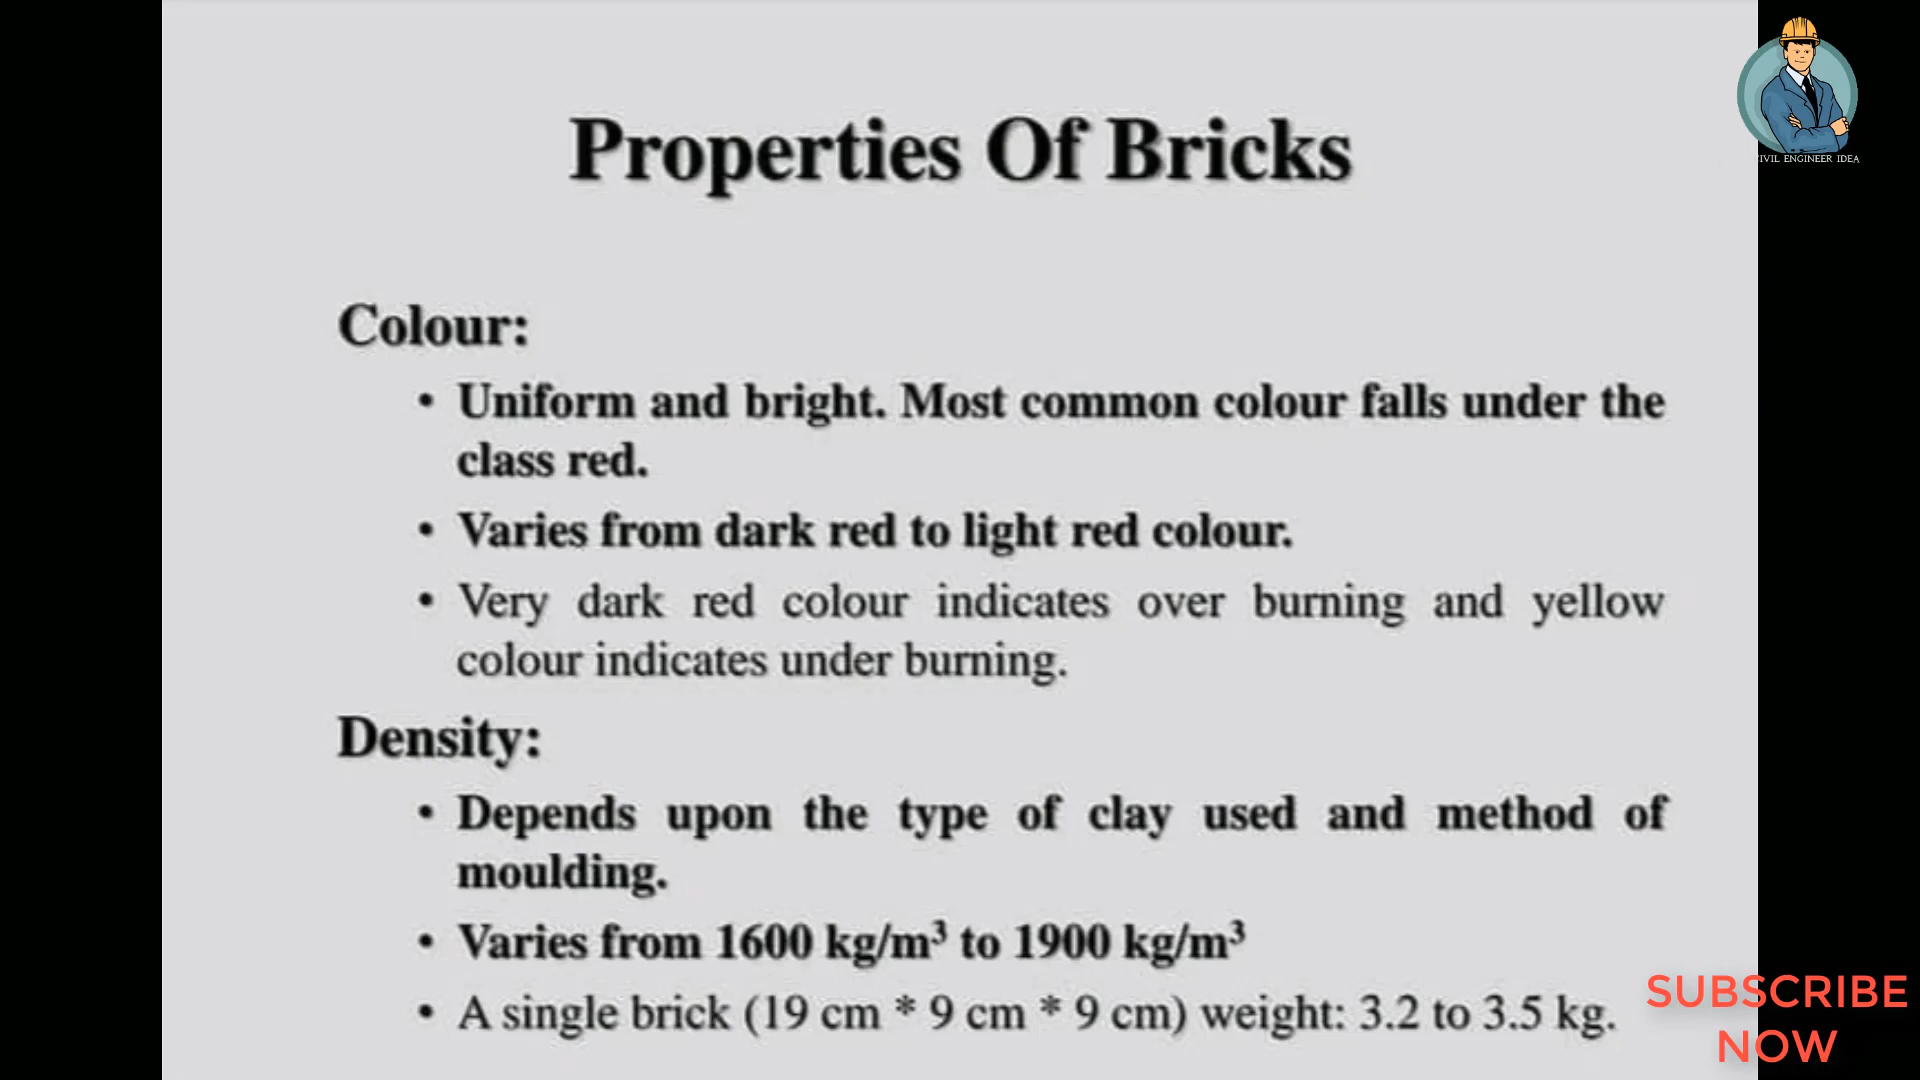 Properties Of Bricks
Colour:
• Uniform and bright. Most common colour falls under the
class red.
• Varies from dark red to light red colour.
• Very dark red colour indicates over burning and yellow
colour indicates under burning.
Density:
• Depends upon the type of clay used and method of
moulding.
• Varies from 1600 kg/m³ to 1900 kg/m³
• A single brick (19 cm * 9 cm * 9 cm) weight: 3.2 to 3.5 kg.
IVIL ENGINEER IDEA
SUBSCRIBE
NOW